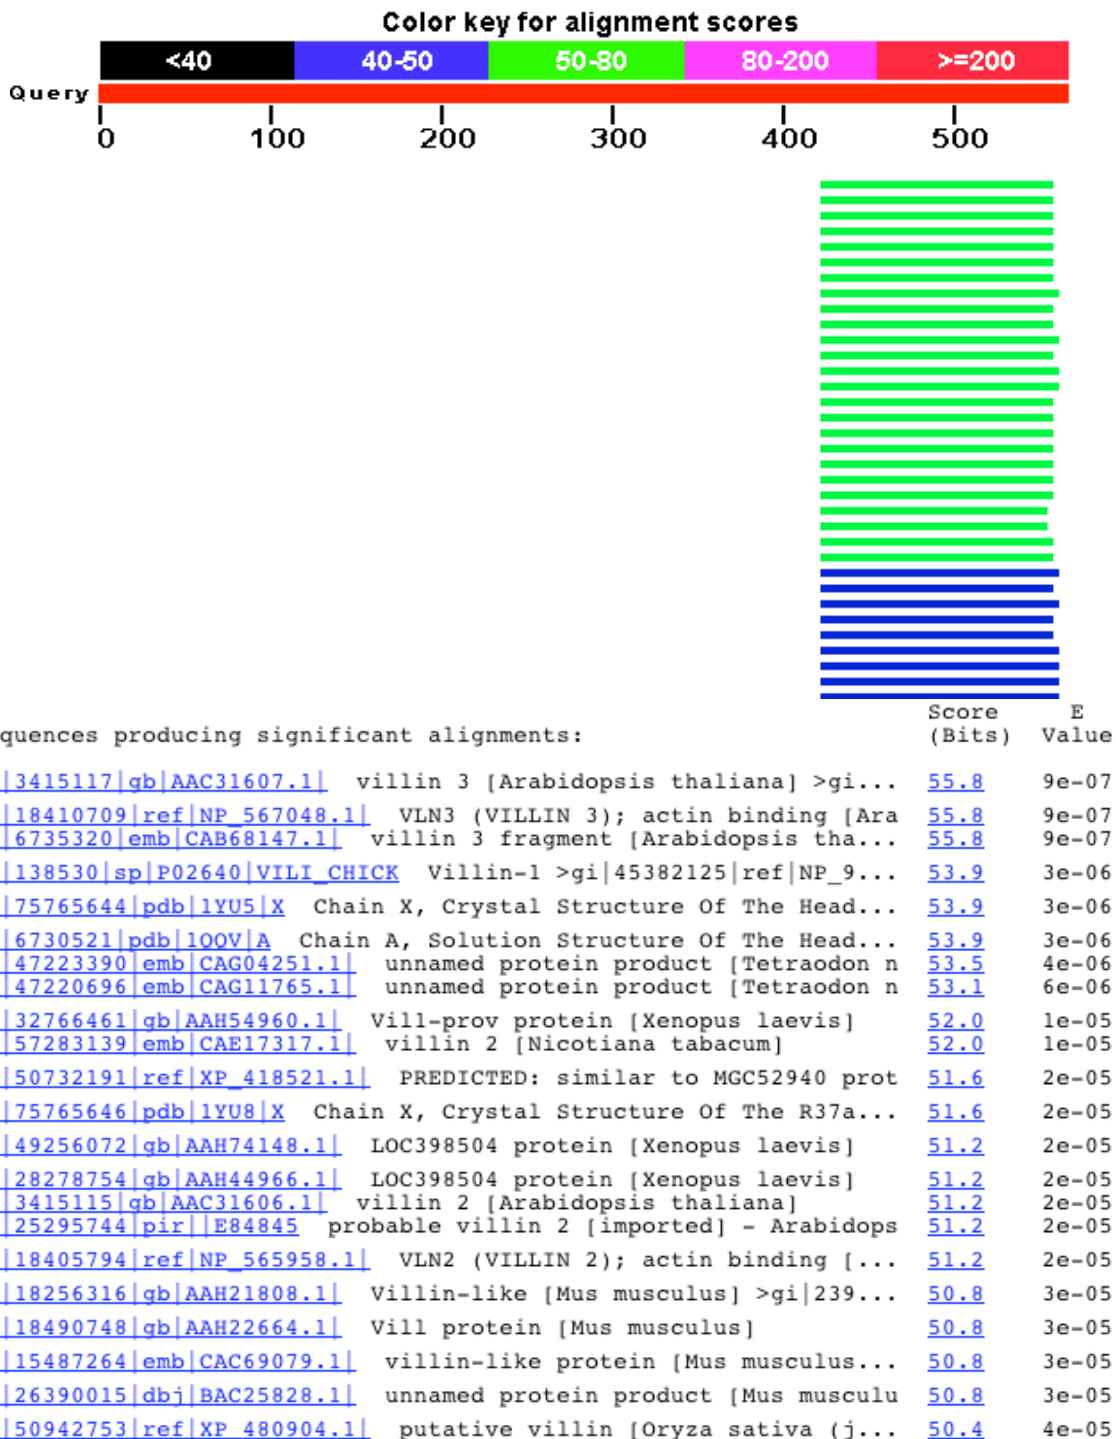 Color key for alignment scores
<40 40-50 50-80 80-200 >=200
Query
0 100 200 300 400 500
Score E
quences producing significant alignments: (Bits) Value
|3415117|gb|AAC31607.1| villin 3 [Arabidopsis thaliana] >gi... 55.8 9e-07
|18410709|ref|NP_567048.1| VLN3 (VILLIN 3); actin binding [Ara 55.8 9e-07
|6735320|emb|CAB68147.1| villin 3 fragment [Arabidopsis tha... 55.8 9e-07
|138530|sp|P02640|VILI_CHICK Villin-1 >gi|45382125|ref|NP_9... 53.9 3e-06
|75765644|pdb|1YU5|X Chain X, Crystal Structure Of The Head... 53.9 3e-06
|6730521|pdb|1QQV|A Chain A, Solution Structure Of The Head... 53.9 3e-06
|47223390|emb|CAG04251.1| unnamed protein product [Tetraodon n 53.5 4e-06
|47220696|emb|CAG11765.1| unnamed protein product [Tetraodon n 53.1 6e-06
|32766461|gb|AAH54960.1| Vill-prov protein [Xenopus laevis] 52.0 1e-05
|57283139|emb|CAE17317.1| villin 2 [Nicotiana tabacum] 52.0 1e-05
|50732191|ref|XP_418521.1| PREDICTED: similar to MGC52940 prot 51.6 2e-05
|75765646|pdb|1YU8|X Chain X, Crystal Structure Of The R37a... 51.6 2e-05
|49256072|gb|AAH74148.1| LOC398504 protein [Xenopus laevis] 51.2 2e-05
|28278754|gb|AAH44966.1| LOC398504 protein [Xenopus laevis] 51.2 2e-05
|3415115|gb|AAC31606.1| villin 2 [Arabidopsis thaliana] 51.2 2e-05
|25295744|pir||E84845 probable villin 2 [imported] - Arabidops 51.2 2e-05
|18405794|ref|NP_565958.1| VLN2 (VILLIN 2); actin binding [... 51.2 2e-05
|18256316|gb|AAH21808.1| Villin-like [Mus musculus] >gi|239... 50.8 3e-05
|18490748|gb|AAH22664.1| Vill protein [Mus musculus] 50.8 3e-05
|15487264|emb|CAC69079.1| villin-like protein [Mus musculus... 50.8 3e-05
|26390015|dbj|BAC25828.1| unnamed protein product [Mus musculu 50.8 3e-05
|50942753|ref|XP_480904.1| putative villin [Oryza sativa (j... 50.4 4e-05